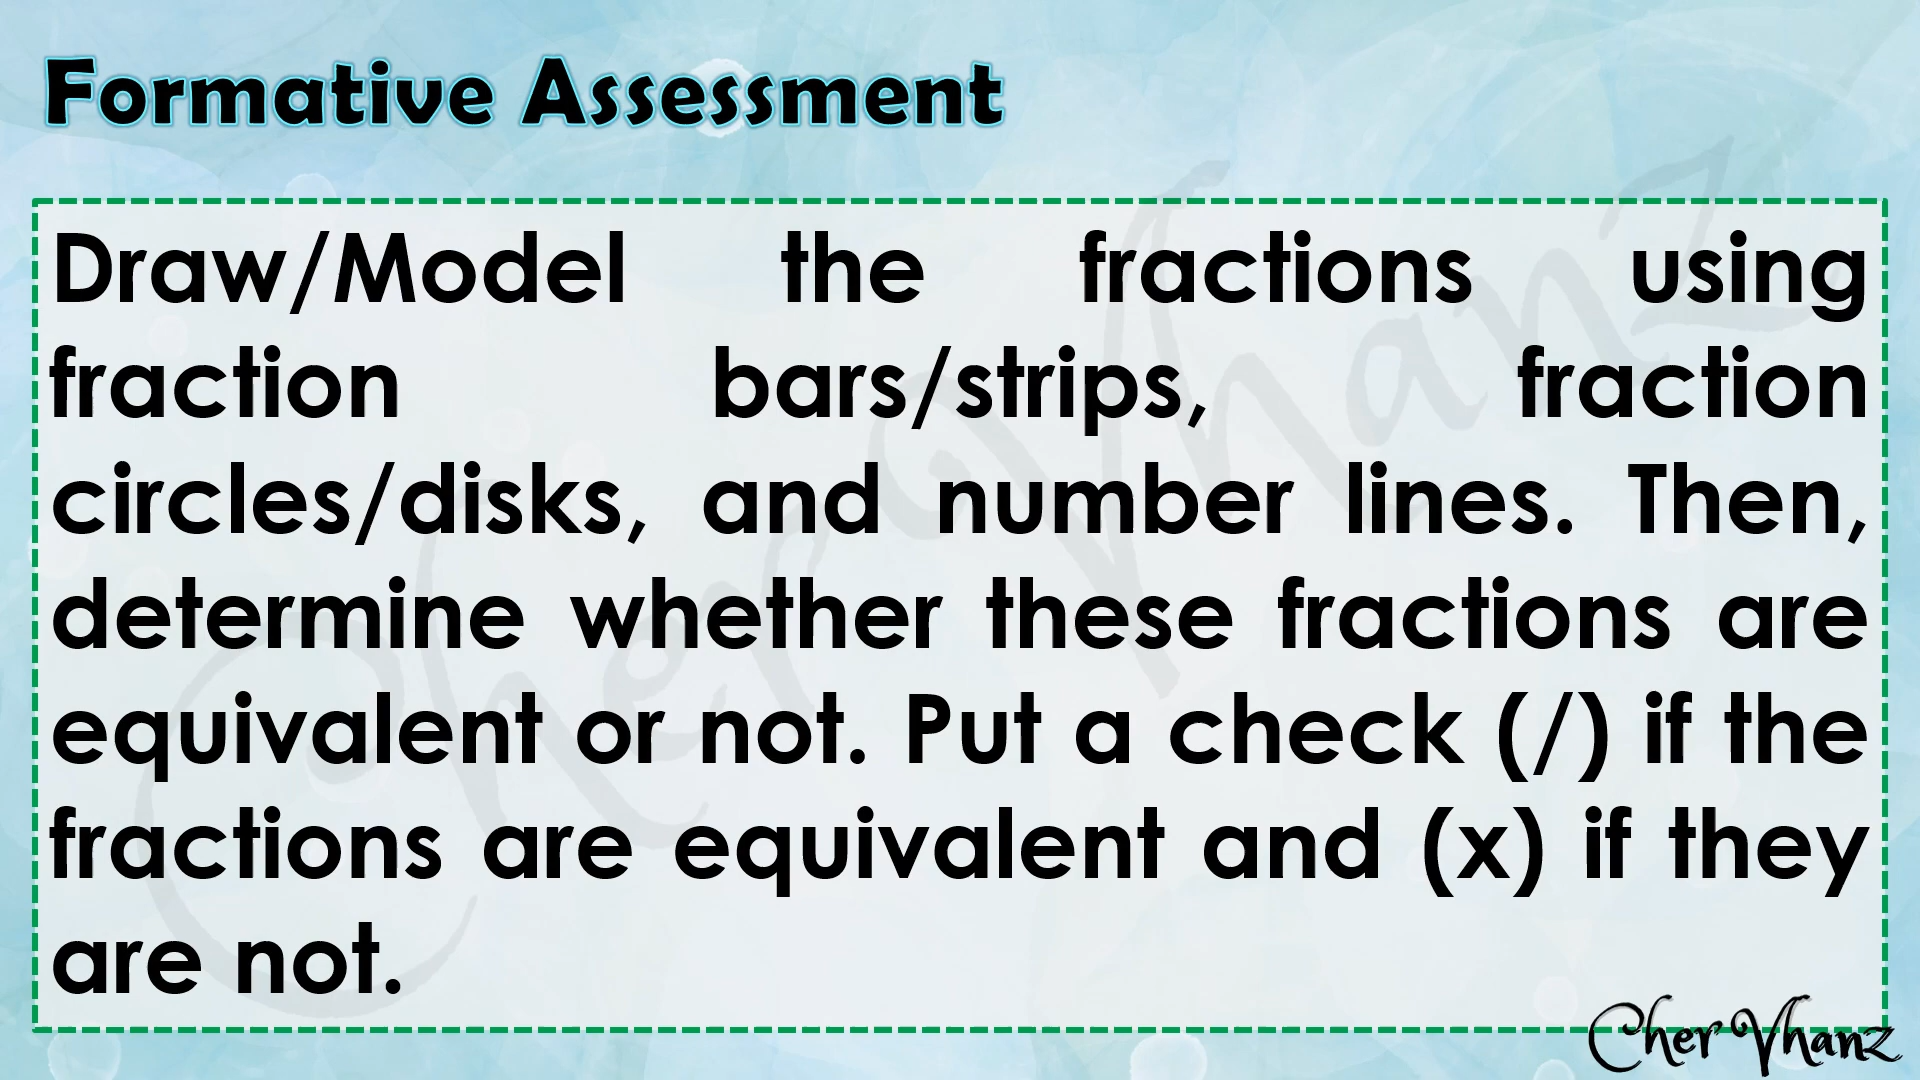 Formative Assessment
Draw/Model the fractions using
fraction bars/strips, fraction
circles/disks, and number lines. Then,
determine whether these fractions are
equivalent or not. Put a check (/) if the
fractions are equivalent and (x) if they
are not.
Cher Vhanz
Cher Vhanz